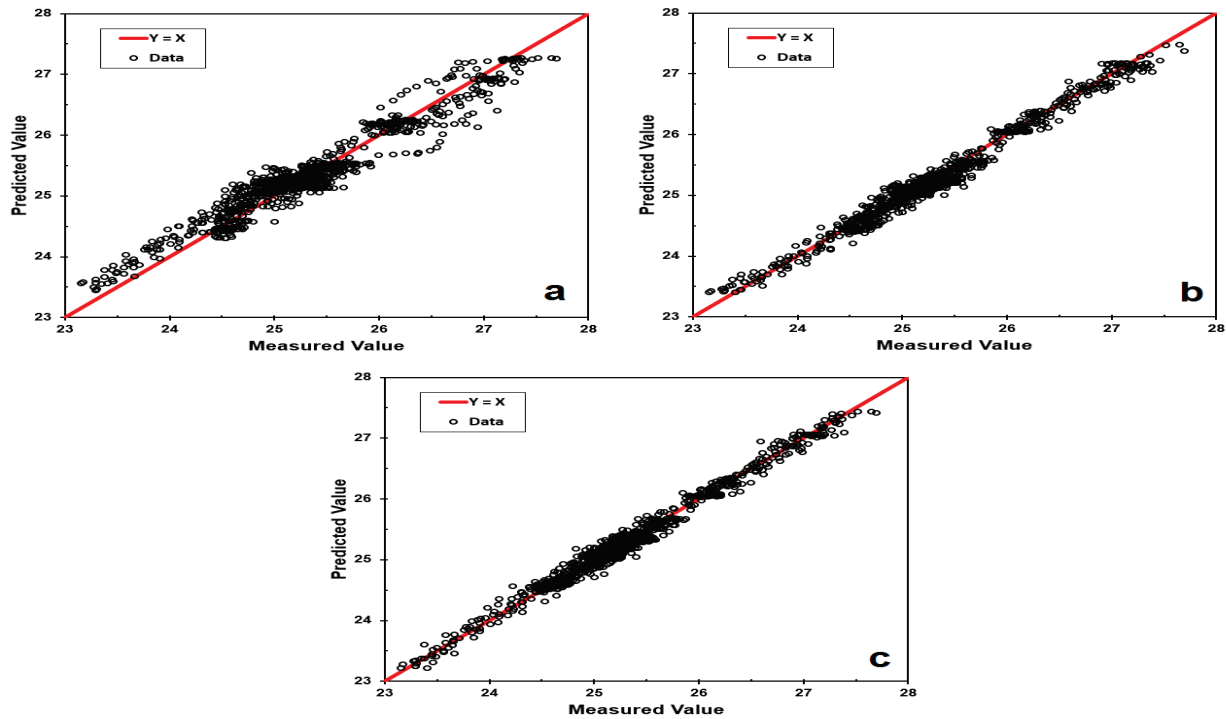 28
27
26
25
24
23
23 24 25 26 27 28
Predicted Value
Measured Value
Y = X
Data
a
28
27
26
25
24
23
23 24 25 26 27 28
Predicted Value
Measured Value
Y = X
Data
b
28
27
26
25
24
23
23 24 25 26 27 28
Predicted Value
Measured Value
Y = X
Data
c